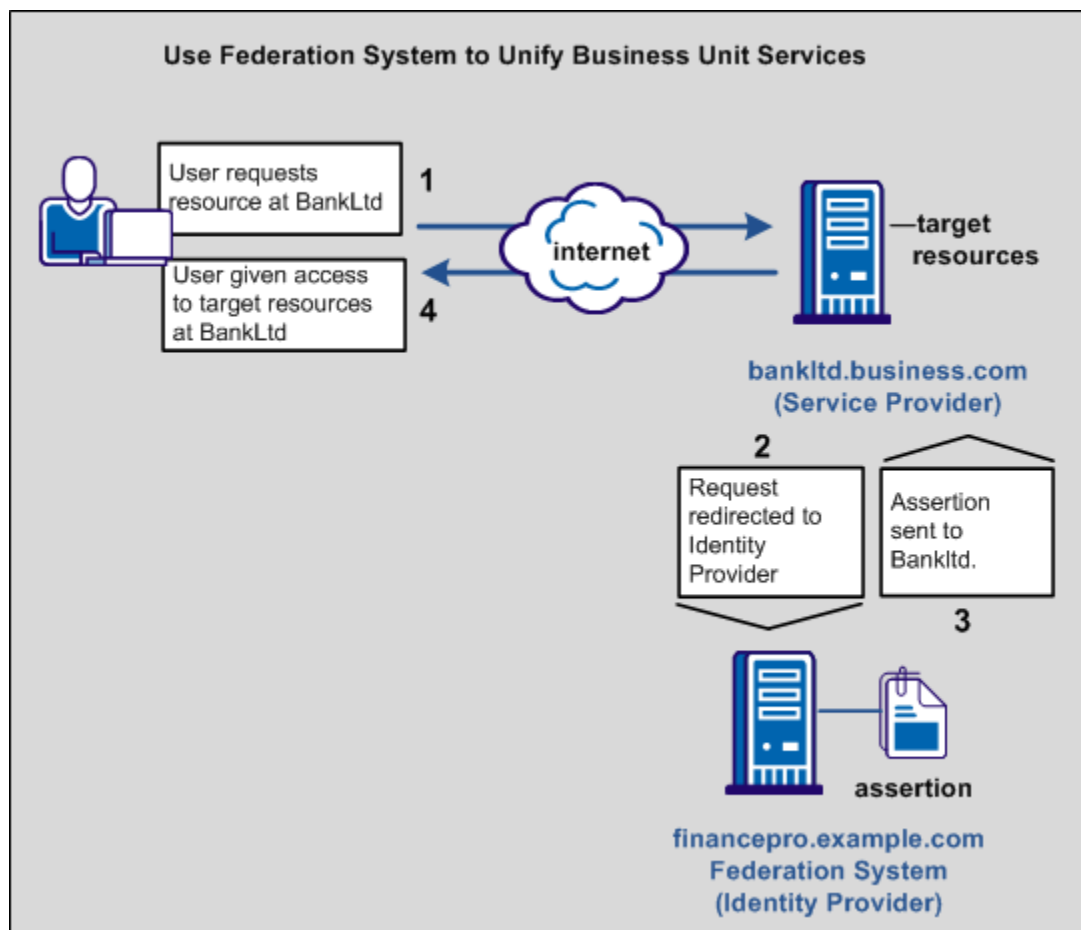 Use Federation System to Unify Business Unit Services
User requests
resource at BankLtd
1
internet
target
resources
User given access
to target resources
at BankLtd
4
bankltd.business.com
(Service Provider)
2
Request
redirected to
Identity
Provider
Assertion
sent to
Bankltd.
3
assertion
financepro.example.com
Federation System
(Identity Provider)